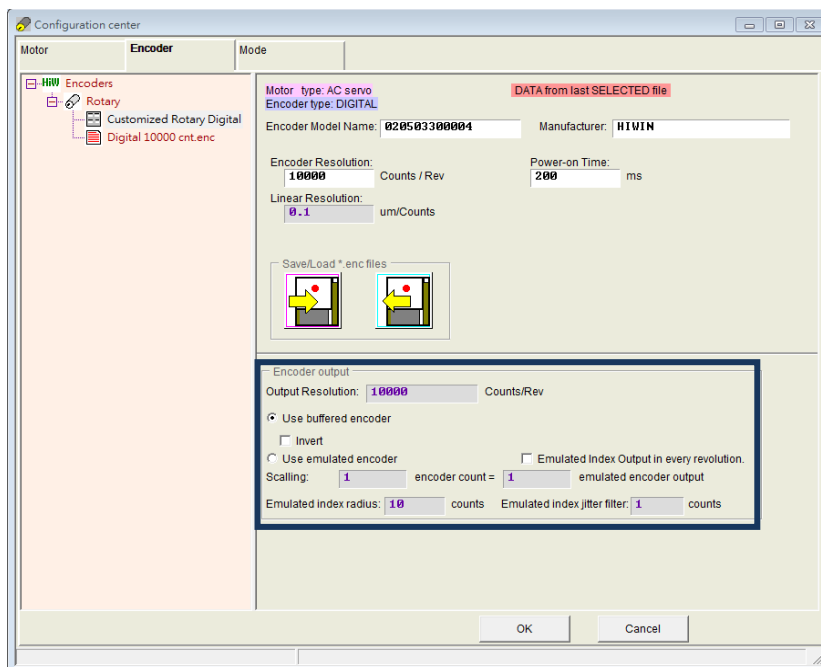 Configuration center
Motor Encoder Mode
HiW Encoders
Rotary
Customized Rotary Digital
Digital 10000 cnt.enc
Motor type: AC servo DATA from last SELECTED file
Encoder type: DIGITAL
Encoder Model Name: 020503300004 Manufacturer: HIWIN
Encoder Resolution: Power-on Time:
10000 Counts / Rev 200 ms
Linear Resolution:
0.1 um/Counts
Save/Load *.enc files
Encoder output
Output Resolution: 10000 Counts/Rev
Use buffered encoder
Invert
Use emulated encoder Emulated Index Output in every revolution.
Scalling: 1 encoder count = 1 emulated encoder output
Emulated index radius: 10 counts Emulated index jitter filter: 1 counts
OK Cancel